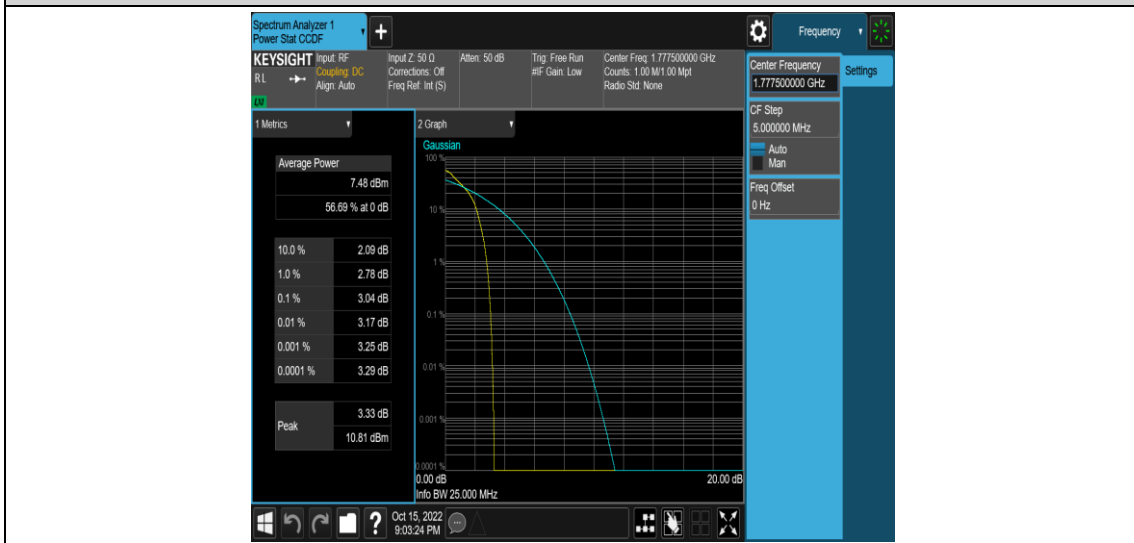 Spectrum Analyzer 1
Power Stat CCDF
+
Frequency
KEYSIGHT
RL
Input: RF
Coupling: DC
Align: Auto
Input Z: 50 Ω
Corrections: Off
Freq Ref: Int (S)
Atten: 50 dB
Trig: Free Run
#IF Gain: Low
Center Freq: 1.777500000 GHz
Counts: 1.00 M/1.00 Mpt
Radio Std: None
Center Frequency
1.777500000 GHz
Settings
CF Step
5.000000 MHz
Auto
Man
Freq Offset
0 Hz
1 Metrics
Average Power
7.48 dBm
56.69 % at 0 dB
10.0 % 2.09 dB
1.0 % 2.78 dB
0.1 % 3.04 dB
0.01 % 3.17 dB
0.001 % 3.25 dB
0.0001 % 3.29 dB
Peak
3.33 dB
10.81 dBm
2 Graph
Gaussian
100 %
10 %
1 %
0.1 %
0.01 %
0.001 %
0.0001 %
0.00 dB 20.00 dB
Info BW 25.000 MHz
?
Oct 15, 2022
9:03:24 PM